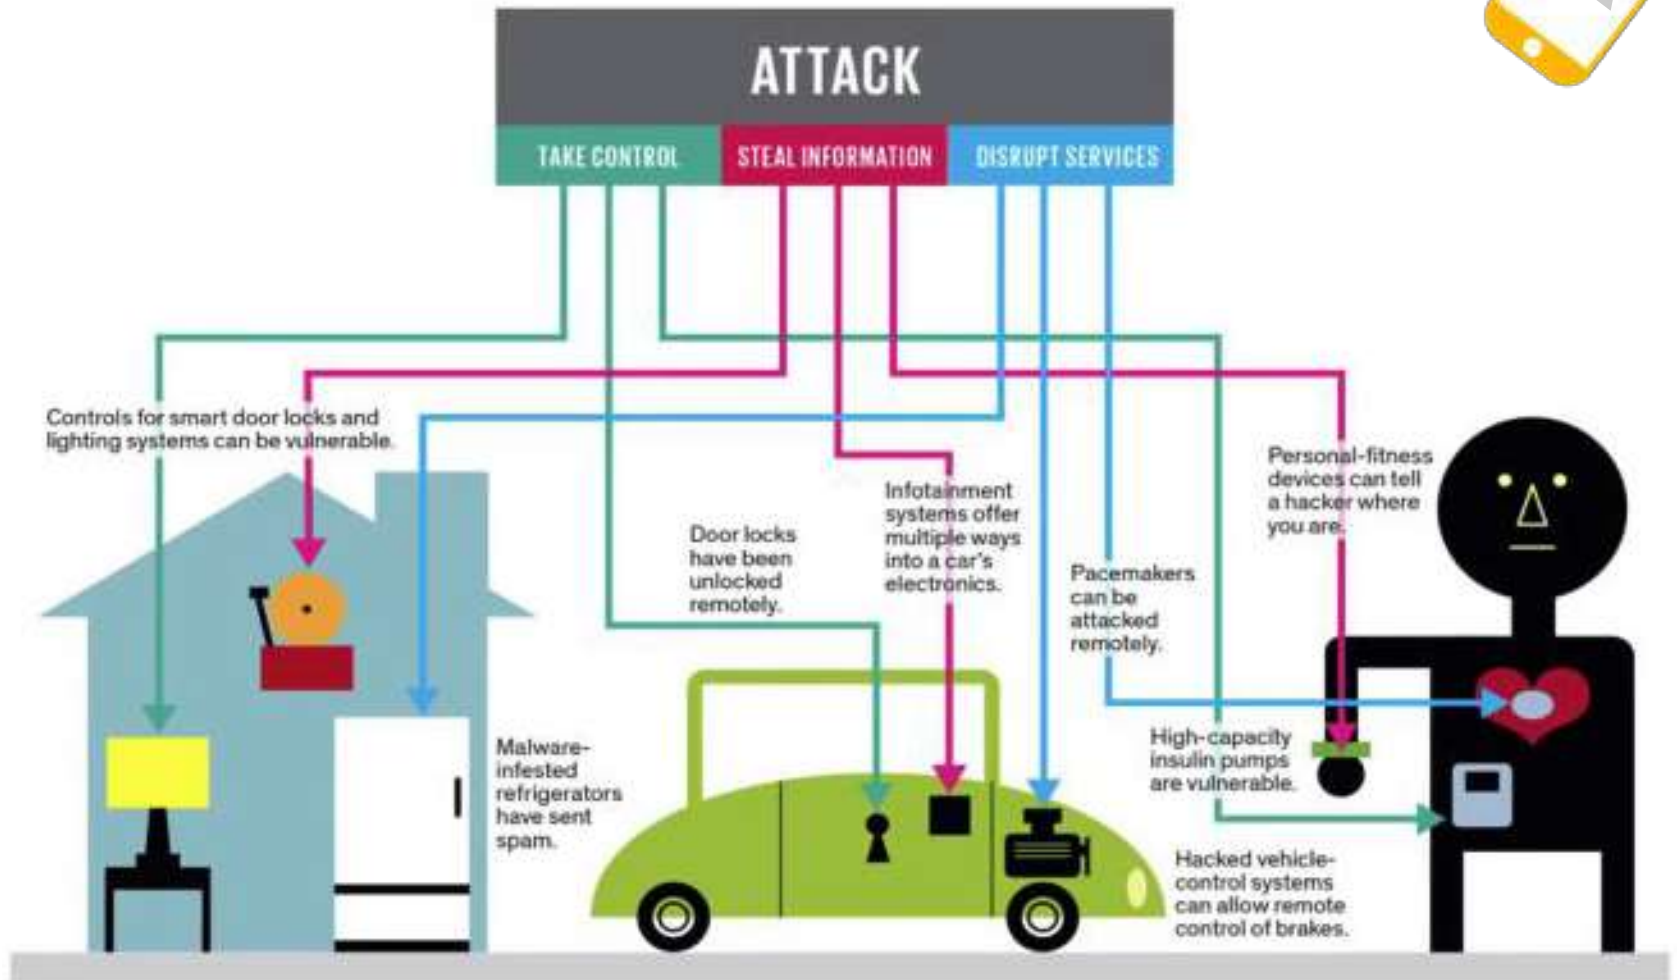 ATTACK
TAKE CONTROL
STEAL INFORMATION
DISRUPT SERVICES
Controls for smart door locks and
lighting systems can be vulnerable.
Door locks
have been
unlocked
remotely.
Infotainment
systems offer
multiple ways
into a car's
electronics.
Personal-fitness
devices can tell
a hacker where
you are.
Pacemakers
can be
attacked
remotely.
Malware-
infested
refrigerators
have sent
spam.
High-capacity
insulin pumps
are vulnerable.
Hacked vehicle-
control systems
can allow remote
control of brakes.